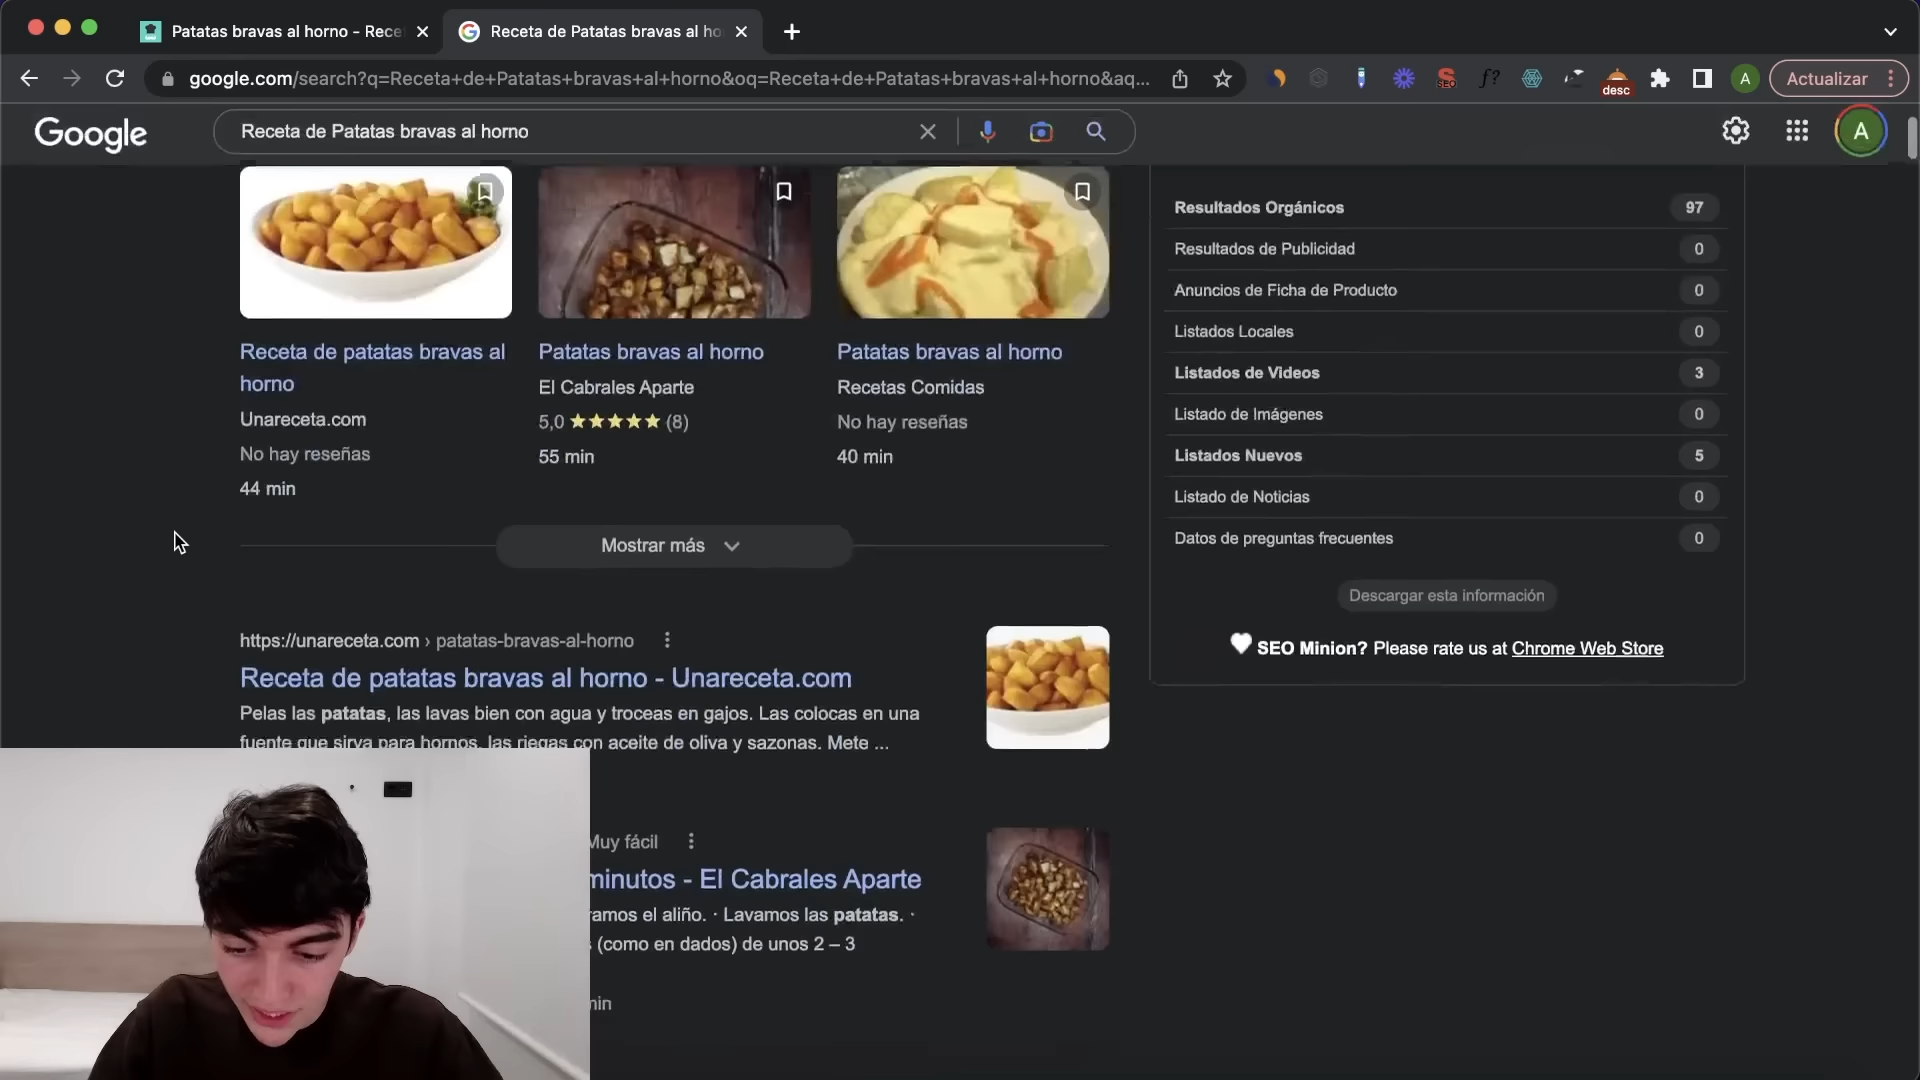 Patatas bravas al horno - Rece
Receta de Patatas bravas al ho
google.com/search?q=Receta+de+Patatas+bravas+al+horno&oq=Receta+de+Patatas+bravas+al+horno&aq...
SEO
f?
desc
A
Actualizar
Google
Receta de Patatas bravas al horno
A
Receta de patatas bravas al
horno
Unareceta.com
No hay reseñas
44 min
Patatas bravas al horno
El Cabrales Aparte
5,0 ★★★★★ (8)
55 min
Patatas bravas al horno
Recetas Comidas
No hay reseñas
40 min
Mostrar más
https://unareceta.com › patatas-bravas-al-horno
Receta de patatas bravas al horno - Unareceta.com
Pelas las patatas, las lavas bien con agua y troceas en gajos. Las colocas en una
fuente que sirva para hornos, las riegas con aceite de oliva y sazonas. Mete ...
Muy fácil
minutos - El Cabrales Aparte
ramos el aliño. · Lavamos las patatas. ·
(como en dados) de unos 2 – 3
min
Resultados Orgánicos 97
Resultados de Publicidad 0
Anuncios de Ficha de Producto 0
Listados Locales 0
Listados de Videos 3
Listado de Imágenes 0
Listados Nuevos 5
Listado de Noticias 0
Datos de preguntas frecuentes 0
Descargar esta información
SEO Minion? Please rate us at Chrome Web Store